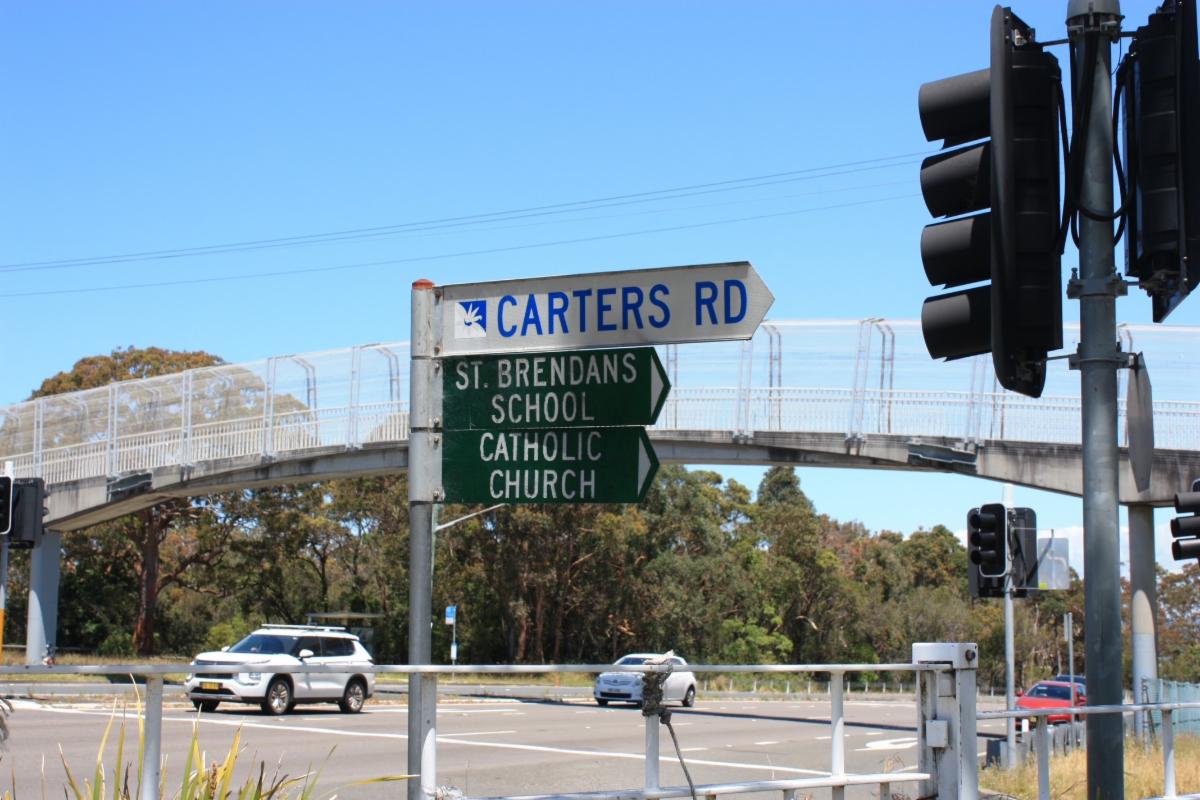 CARTERS RD
ST. BRENDANS
SCHOOL
CATHOLIC
CHURCH